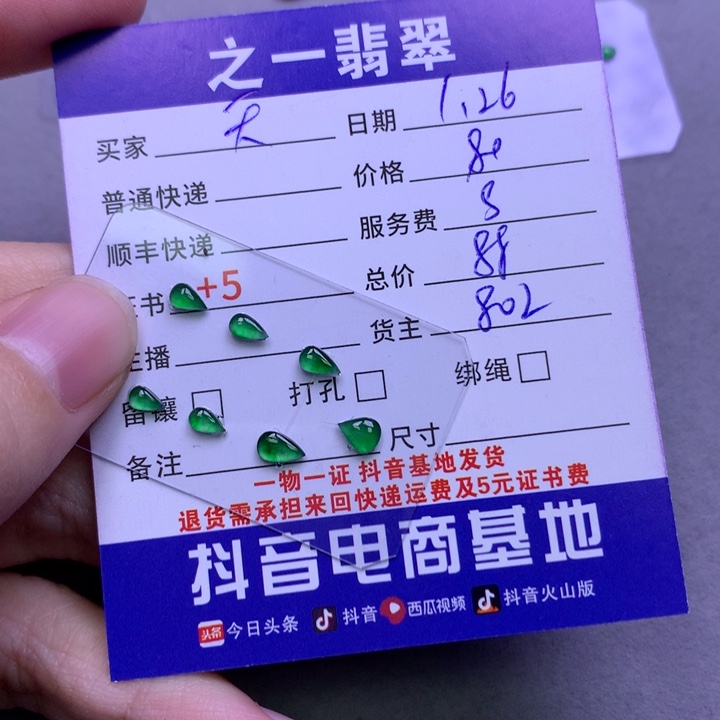 之一翡翠
买家 天 日期 1.26
普通快递 价格 80
顺丰快递 服务费 8
证书 +5 总价 88
主播 货主 802
留镶 打孔 绑绳
备注 尺寸
一物一证 抖音基地发货
退货需承担来回快递运费及5元证书费
抖音电商基地
头条 今日头条 抖音 西瓜视频 抖音火山版